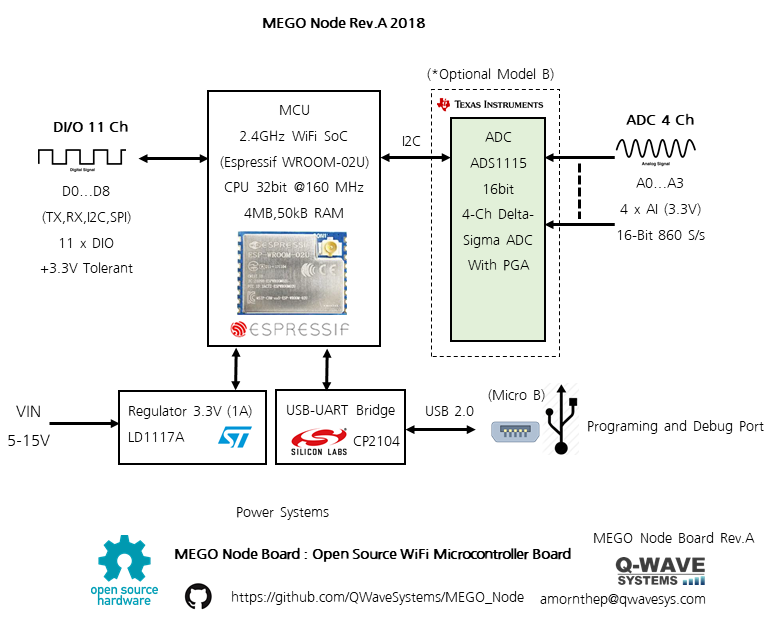 MEGO Node Rev.A 2018
(*Optional Model B)
TEXAS INSTRUMENTS
MCU
2.4GHz WiFi SoC
(Espressif WROOM-02U)
CPU 32bit @160 MHz
4MB,50kB RAM
ESPRESSIF
ESP-WROOM-02U
ESPRESSIF
DI/O 11 Ch
Digital Signal
D0...D8
(TX,RX,I2C,SPI)
11 x DIO
+3.3V Tolerant
I2C
ADC
ADS1115
16bit
4-Ch Delta-
Sigma ADC
With PGA
ADC 4 Ch
Analog Signal
A0...A3
4 x AI (3.3V)
16-Bit 860 S/s
VIN
5-15V
Regulator 3.3V (1A)
LD1117A
ST
USB-UART Bridge
SILICON LABS
CP2104
USB 2.0
(Micro B)
Programing and Debug Port
Power Systems
MEGO Node Board : Open Source WiFi Microcontroller Board
open source
hardware
https://github.com/QWaveSystems/MEGO_Node
MEGO Node Board Rev.A
Q-WAVE
SYSTEMS
amornthep@qwavesys.com